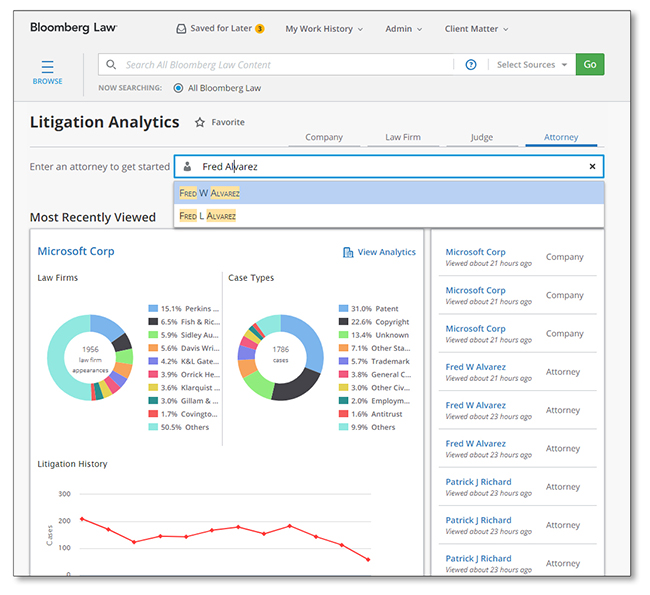 Bloomberg Law
Saved for Later 3
My Work History
Admin
Client Matter
BROWSE
Search All Bloomberg Law Content
?
Select Sources
Go
NOW SEARCHING:
All Bloomberg Law
Litigation Analytics
Favorite
Company
Law Firm
Judge
Attorney
Enter an attorney to get started
Fred Alvarez
×
FRED W ALVAREZ
FRED L ALVAREZ
Most Recently Viewed
Microsoft Corp
View Analytics
Law Firms
1956
law firm
appearances
15.1% Perkins ...
6.5% Fish & Ric...
5.9% Sidley Au...
5.6% Davis Wri...
4.2% K&L Gate...
3.9% Orrick He...
3.6% Klarquist ...
3.0% Gillam & ...
1.7% Covingto...
50.5% Others
Case Types
1786
cases
31.0% Patent
22.6% Copyright
13.4% Unknown
7.1% Other Sta...
5.7% Trademark
3.8% General C...
3.0% Other Civ...
2.0% Employm...
1.6% Antitrust
9.9% Others
Litigation History
Cases
300
200
100
0
Microsoft Corp
Viewed about 21 hours ago
Company
Microsoft Corp
Viewed about 21 hours ago
Company
Microsoft Corp
Viewed about 21 hours ago
Company
Fred W Alvarez
Viewed about 21 hours ago
Attorney
Fred W Alvarez
Viewed about 23 hours ago
Attorney
Fred W Alvarez
Viewed about 23 hours ago
Attorney
Patrick J Richard
Viewed about 23 hours ago
Attorney
Patrick J Richard
Viewed about 23 hours ago
Attorney
Patrick J Richard
Viewed about 23 hours ago
Attorney